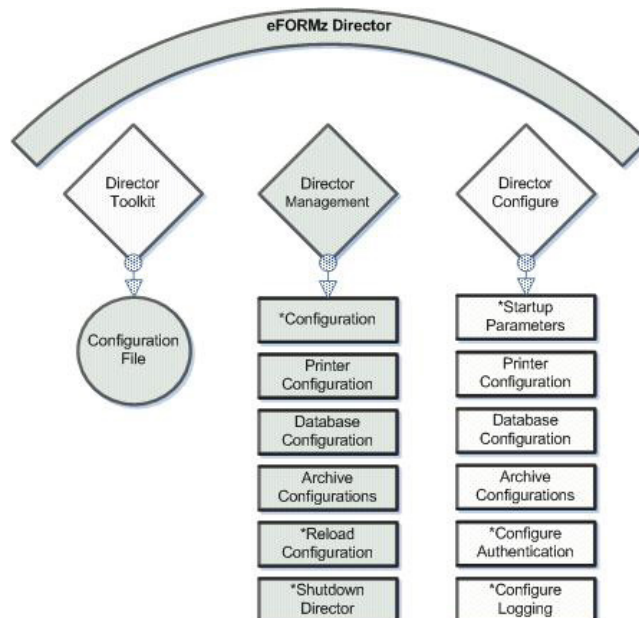 eFORMz Director
Director
Toolkit
Director
Management
Director
Configure
Configuration
File
*Configuration
Printer
Configuration
Database
Configuration
Archive
Configurations
*Reload
Configuration
*Shutdown
Director
*Startup
Parameters
Printer
Configuration
Database
Configuration
Archive
Configurations
*Configure
Authentication
*Configure
Logging